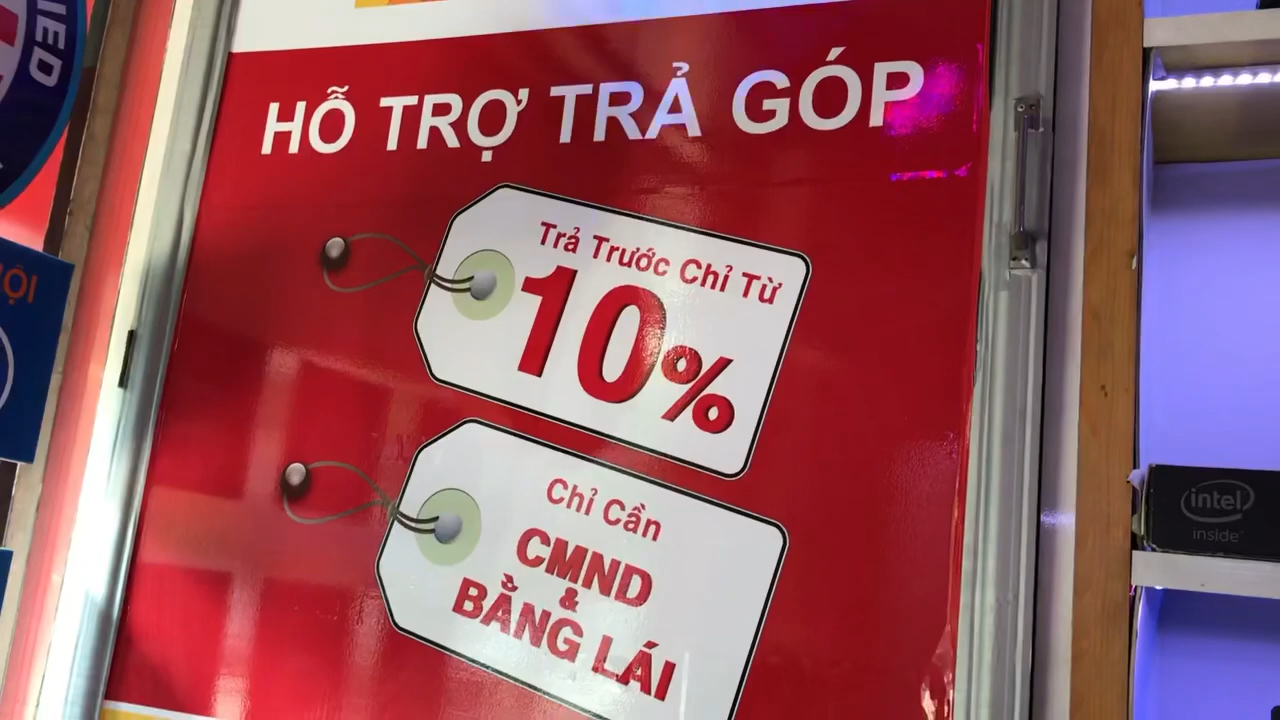 HỖ TRỢ TRẢ GÓP
Trả Trước Chỉ Từ
10%
Chỉ Cần
CMND
&
BẰNG LÁI
intel
inside